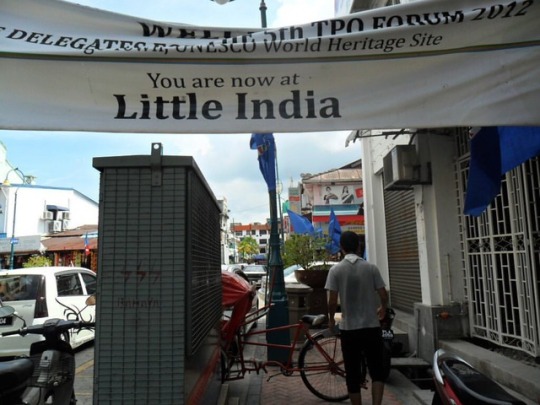 5th TPO FORUM 2012
DELEGATES UNESCO World Heritage Site
You are now at
Little India